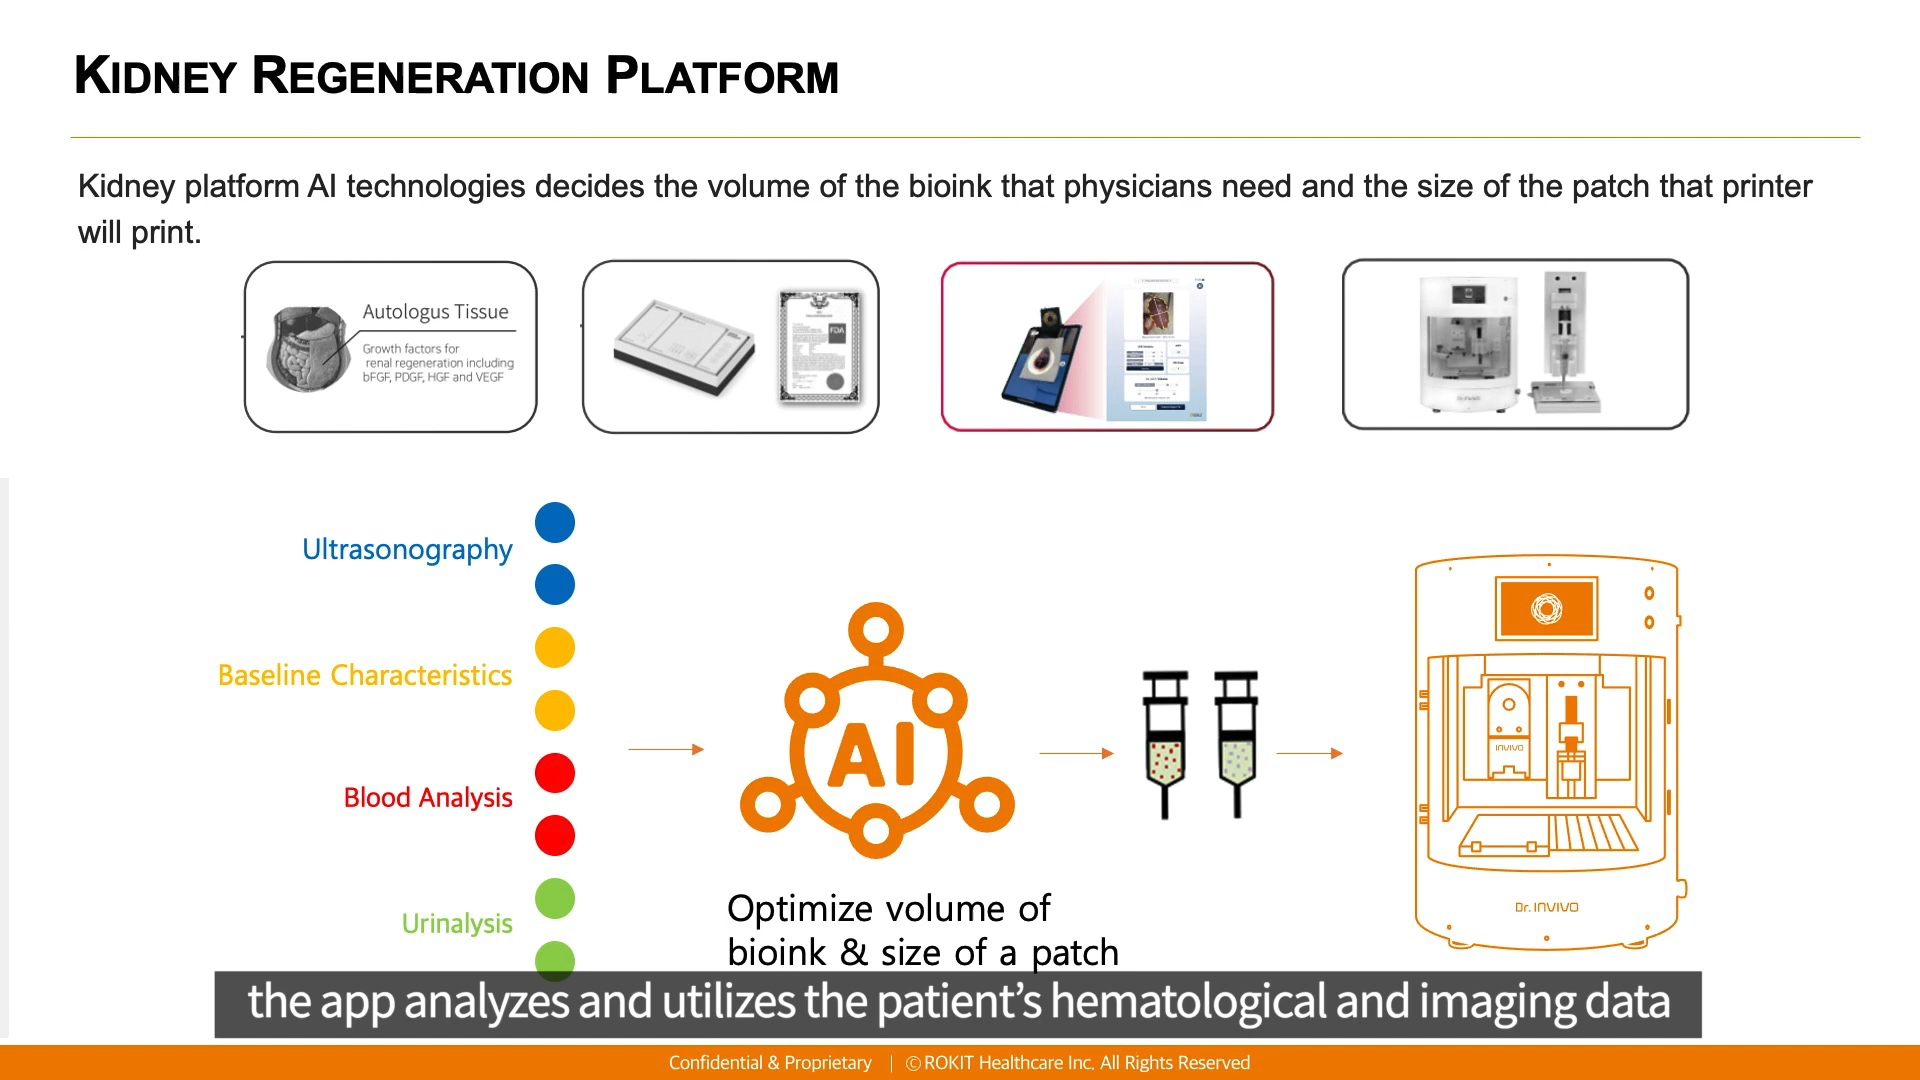 KIDNEY REGENERATION PLATFORM
Kidney platform AI technologies decides the volume of the bioink that physicians need and the size of the patch that printer
will print.
Autologus Tissue
Growth factors for
renal regeneration including
bFGF, PDGF, HGF and VEGF
FDA
Ultrasonography
Baseline Characteristics
Blood Analysis
Urinalysis
AI
Optimize volume of
bioink & size of a patch
INVIVO
Dr. INVIVO
the app analyzes and utilizes the patient's hematological and imaging data
Confidential & Proprietary | © ROKIT Healthcare Inc. All Rights Reserved